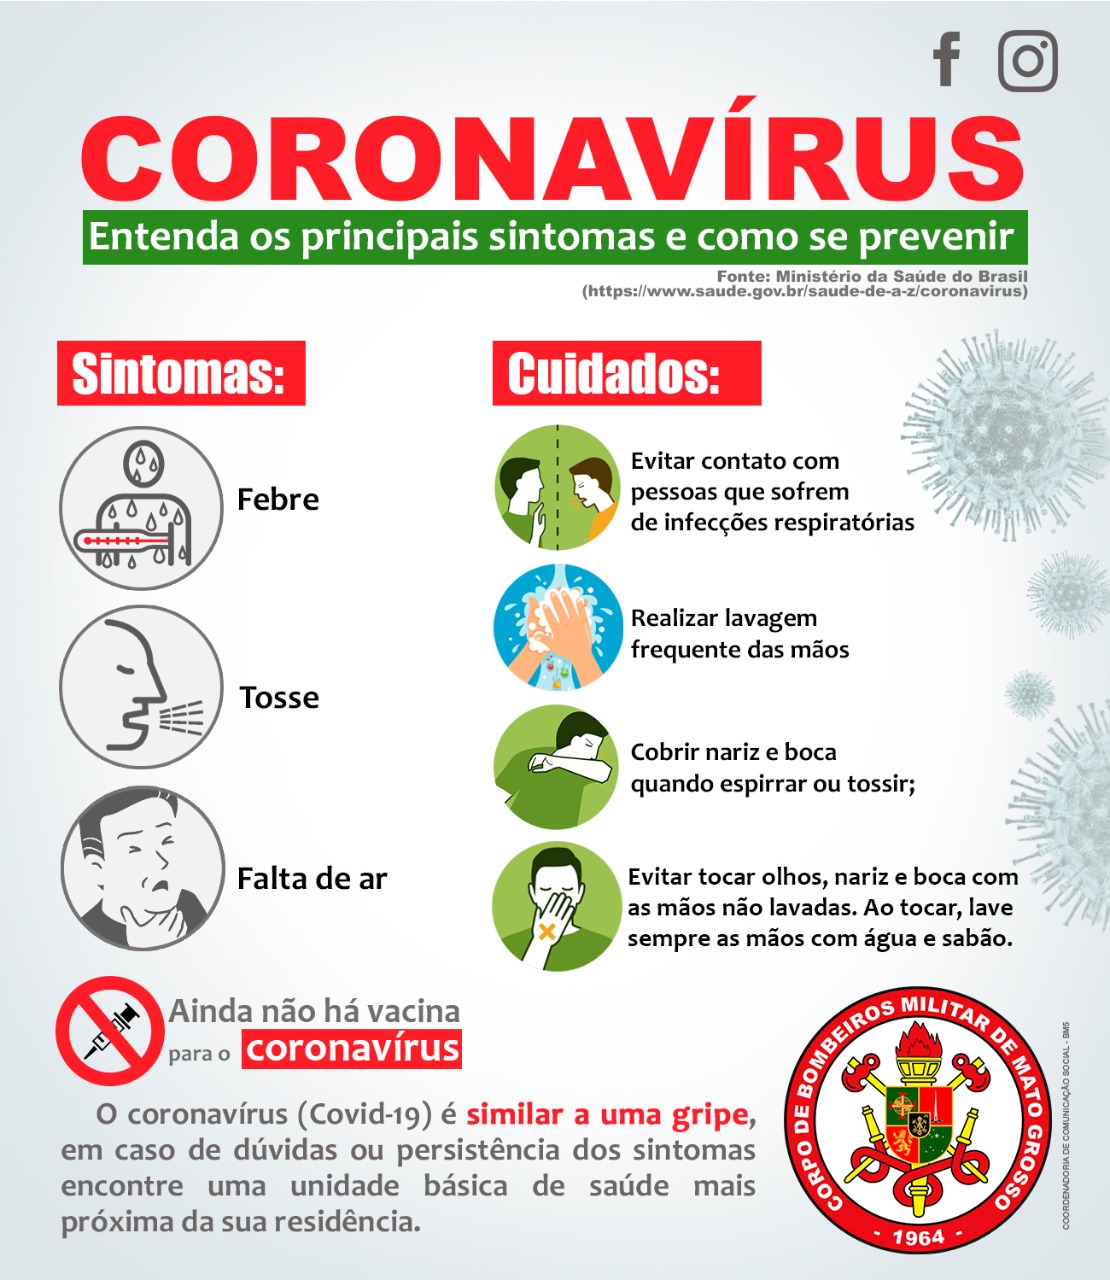 CORONAVÍRUS
Entenda os principais sintomas e como se prevenir
Fonte: Ministério da Saúde do Brasil
(https://www.saude.gov.br/saude-de-a-z/coronavirus)
Sintomas:
Febre
Tosse
Falta de ar
Cuidados:
Evitar contato com
pessoas que sofrem
de infecções respiratórias
Realizar lavagem
frequente das mãos
Cobrir nariz e boca
quando espirrar ou tossir;
Evitar tocar olhos, nariz e boca com
as mãos não lavadas. Ao tocar, lave
sempre as mãos com água e sabão.
Ainda não há vacina
para o coronavírus
O coronavírus (Covid-19) é similar a uma gripe,
em caso de dúvidas ou persistência dos sintomas
encontre uma unidade básica de saúde mais
próxima da sua residência.
CORPO DE BOMBEIROS MILITAR DE MATO GROSSO
- 1964 -
COORDENADORIA DE COMUNICAÇÃO SOCIAL - BM5